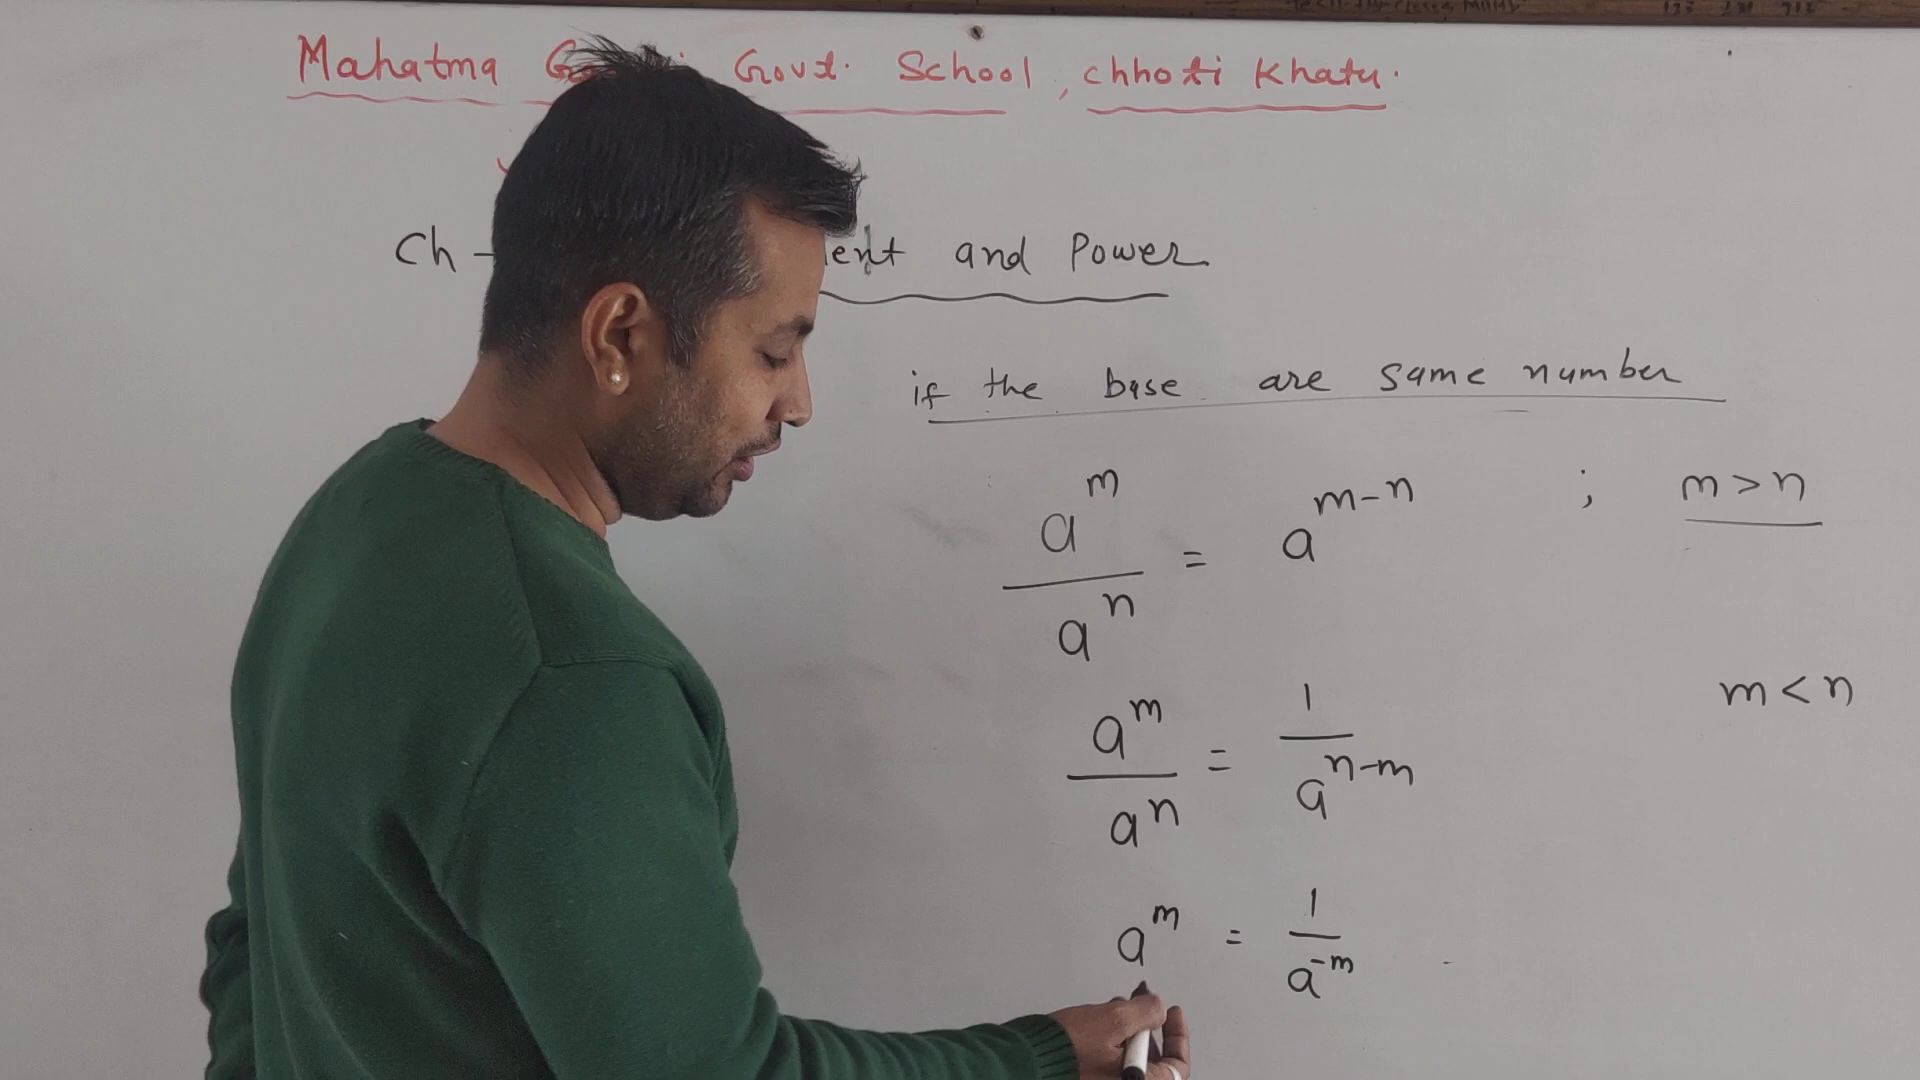 Mahatma Govt. School, chhoti Khatu.
Ch - and Power
if the base are same number
a^m / a^n = a^(m-n) ; m > n
a^m / a^n = 1 / a^(n-m) m < n
a^m = 1 / a^(-m)